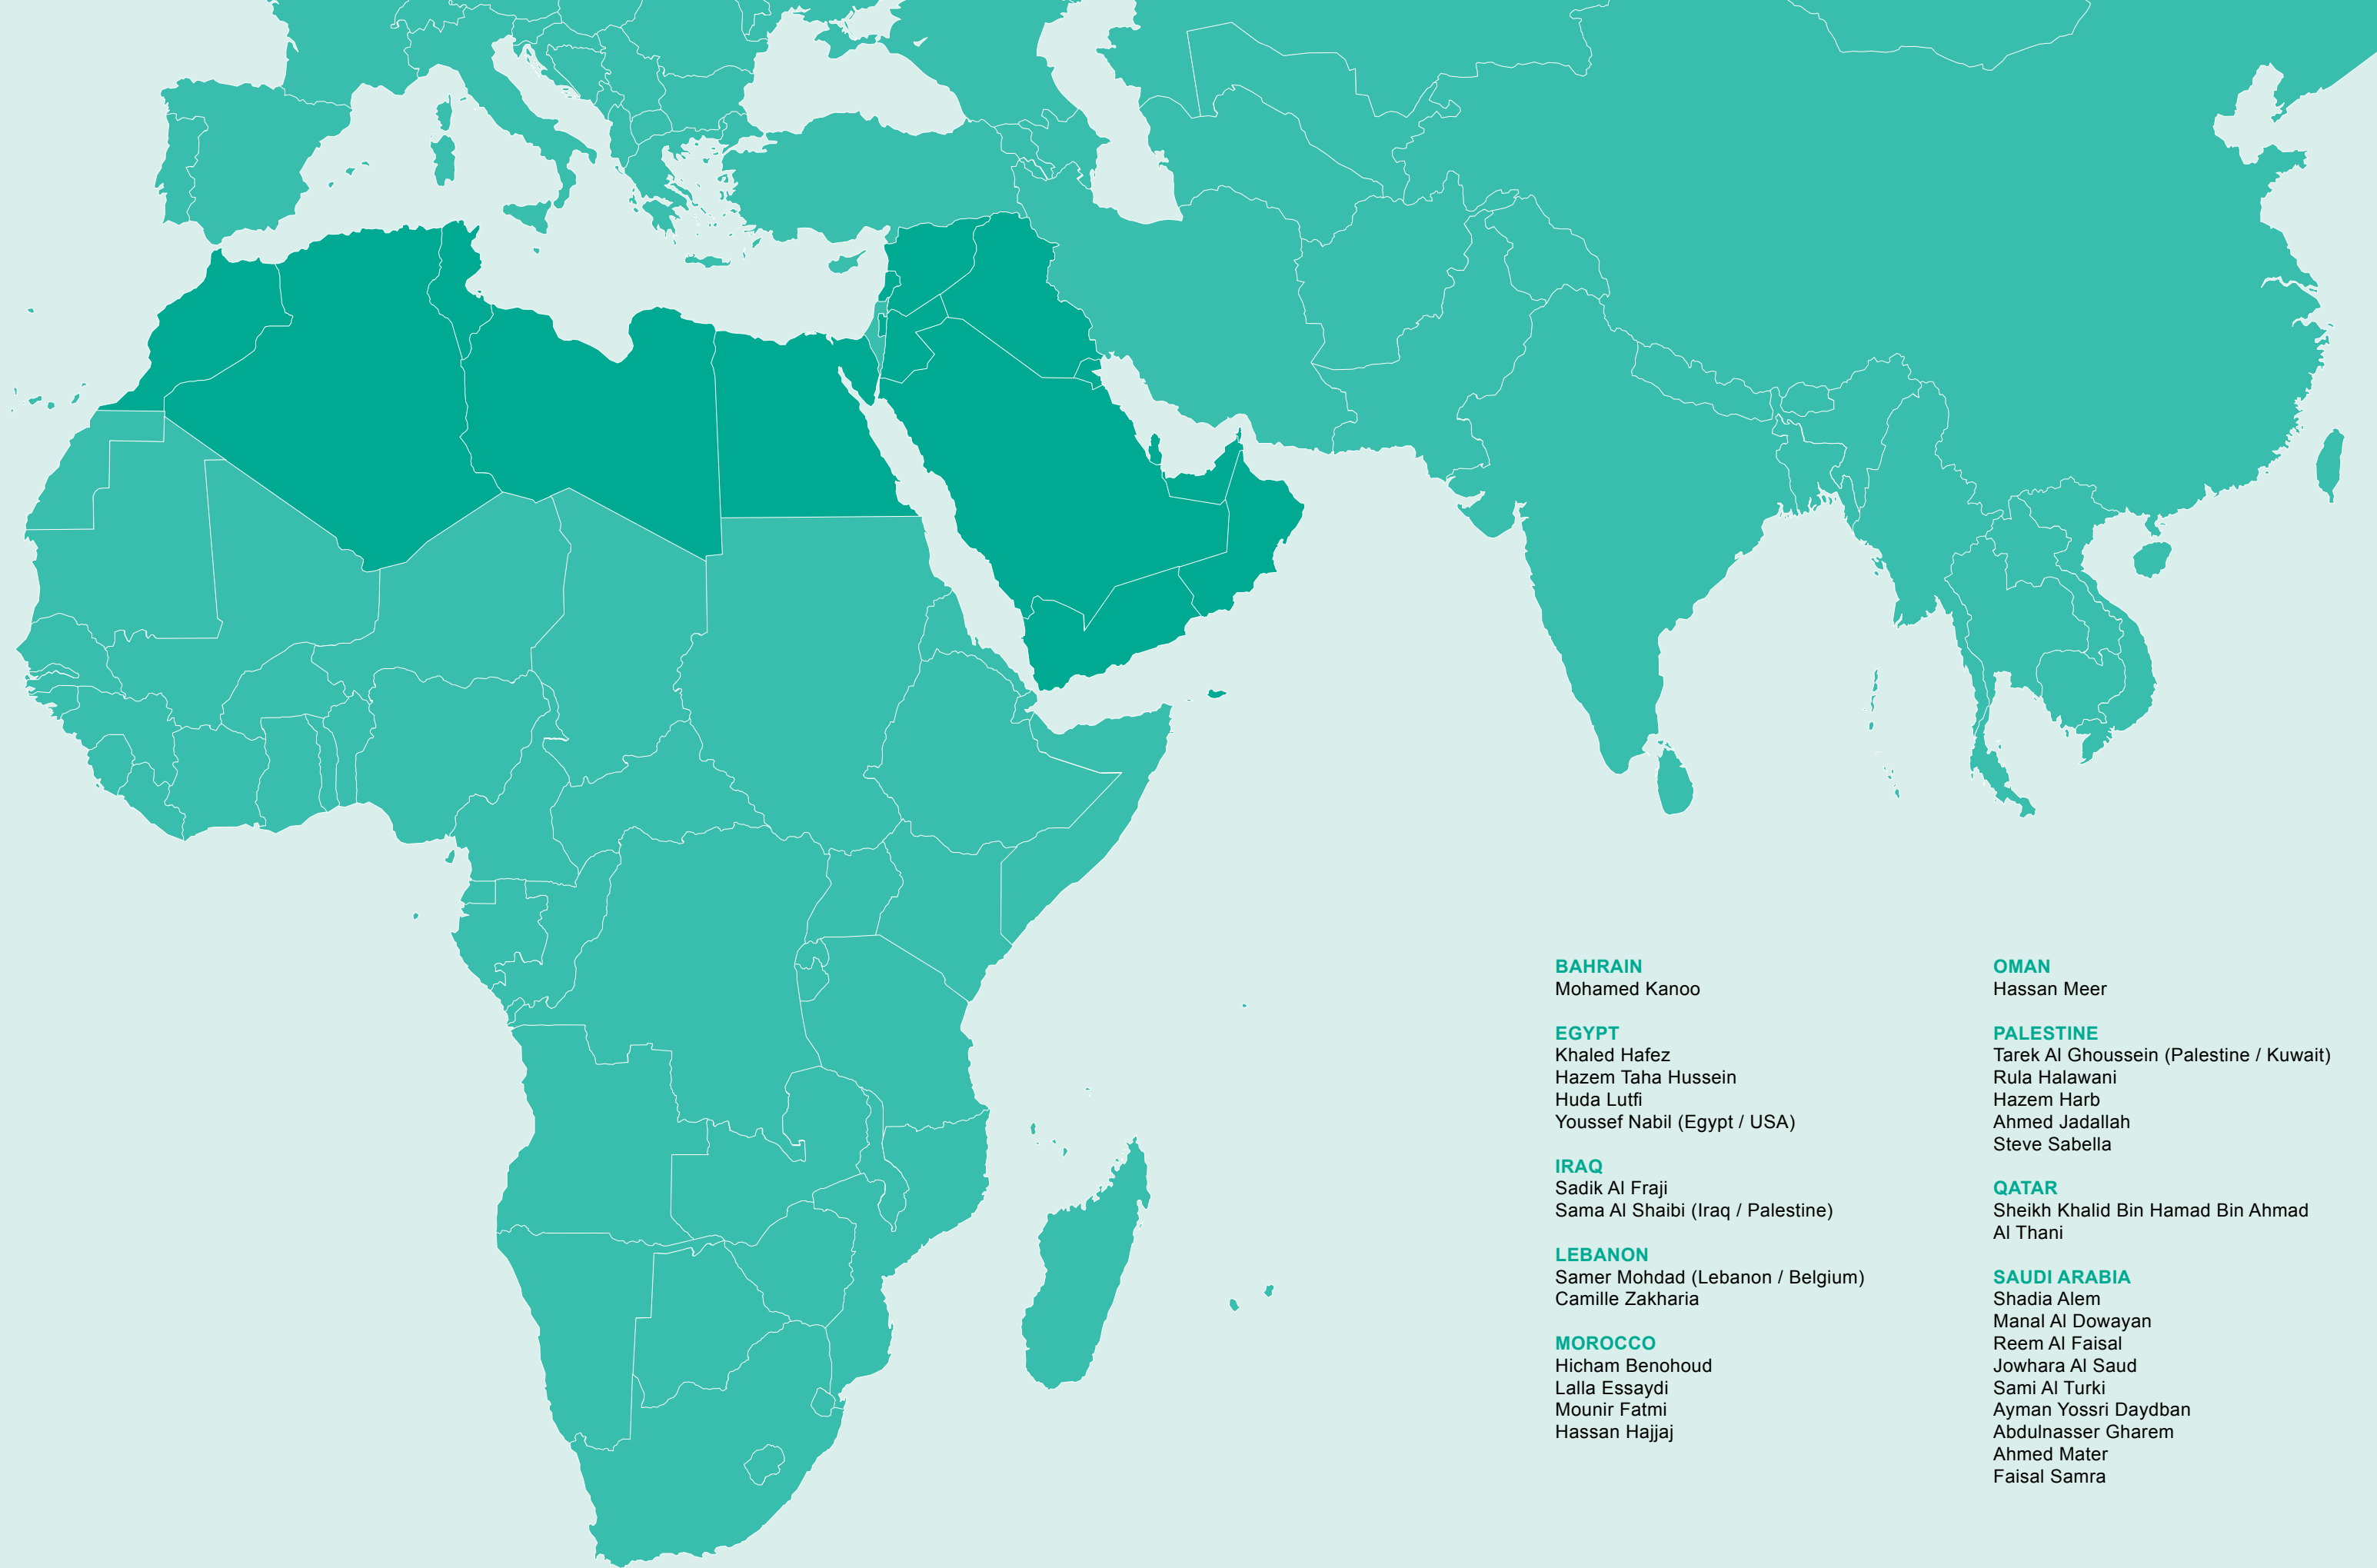 BAHRAIN
Mohamed Kanoo
EGYPT
Khaled Hafez
Hazem Taha Hussein
Huda Lutfi
Youssef Nabil (Egypt / USA)
IRAQ
Sadik Al Fraji
Sama Al Shaibi (Iraq / Palestine)
LEBANON
Samer Mohdad (Lebanon / Belgium)
Camille Zakharia
MOROCCO
Hicham Benohoud
Lalla Essaydi
Mounir Fatmi
Hassan Hajjaj
OMAN
Hassan Meer
PALESTINE
Tarek Al Ghoussein (Palestine / Kuwait)
Rula Halawani
Hazem Harb
Ahmed Jadallah
Steve Sabella
QATAR
Sheikh Khalid Bin Hamad Bin Ahmad
Al Thani
SAUDI ARABIA
Shadia Alem
Manal Al Dowayan
Reem Al Faisal
Jowhara Al Saud
Sami Al Turki
Ayman Yossri Daydban
Abdulnasser Gharem
Ahmed Mater
Faisal Samra